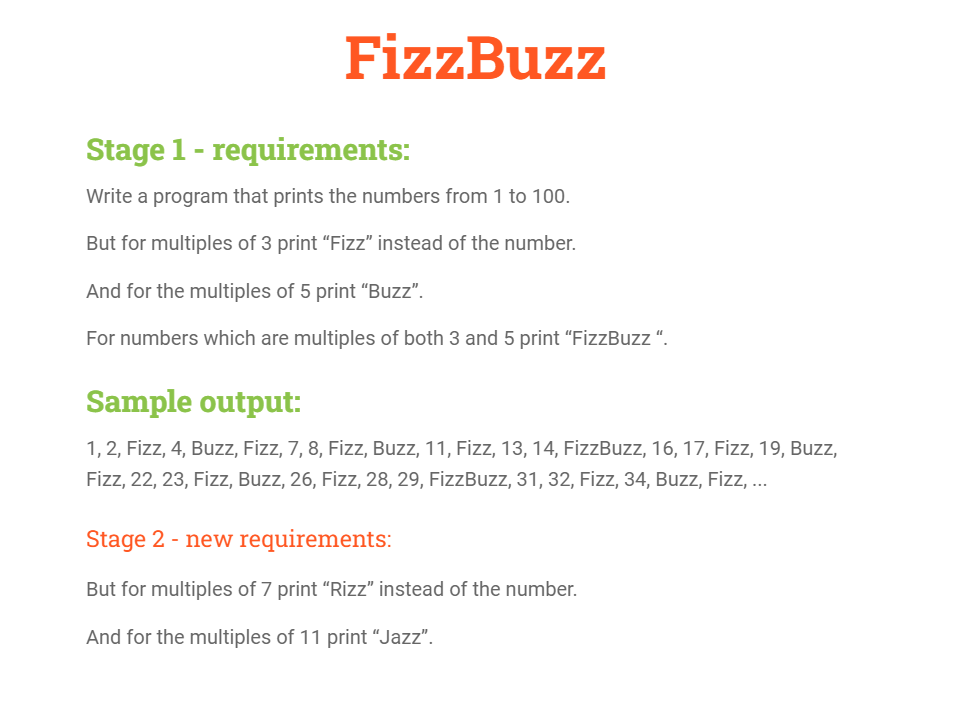 FizzBuzz
Stage 1 - requirements:
Write a program that prints the numbers from 1 to 100.
But for multiples of 3 print “Fizz” instead of the number.
And for the multiples of 5 print “Buzz”.
For numbers which are multiples of both 3 and 5 print “FizzBuzz “.
Sample output:
1, 2, Fizz, 4, Buzz, Fizz, 7, 8, Fizz, Buzz, 11, Fizz, 13, 14, FizzBuzz, 16, 17, Fizz, 19, Buzz,
Fizz, 22, 23, Fizz, Buzz, 26, Fizz, 28, 29, FizzBuzz, 31, 32, Fizz, 34, Buzz, Fizz, ...
Stage 2 - new requirements:
But for multiples of 7 print “Rizz” instead of the number.
And for the multiples of 11 print “Jazz”.